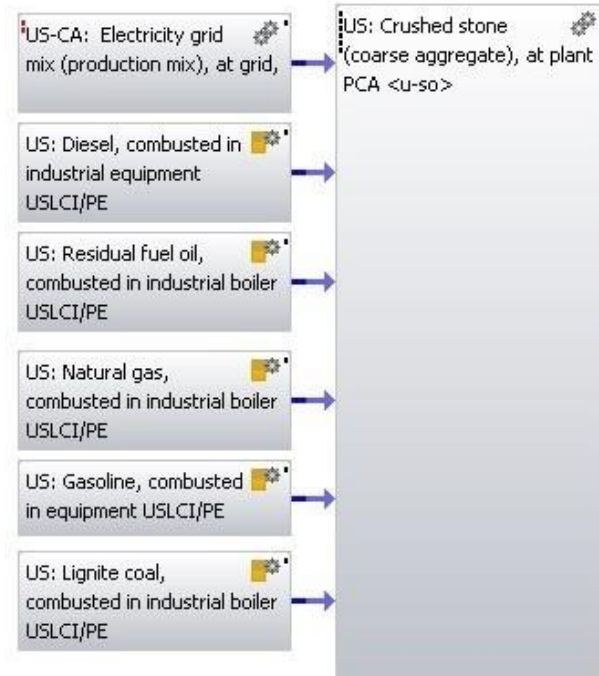 US-CA:  Electricity grid
mix (production mix), at grid,
US: Diesel, combusted in
industrial equipment
USLCI/PE
US: Residual fuel oil,
combusted in industrial boiler
USLCI/PE
US: Natural gas,
combusted in industrial boiler
USLCI/PE
US: Gasoline, combusted
in equipment USLCI/PE
US: Lignite coal,
combusted in industrial boiler
USLCI/PE
US: Crushed stone
(coarse aggregate), at plant
PCA <u-so>